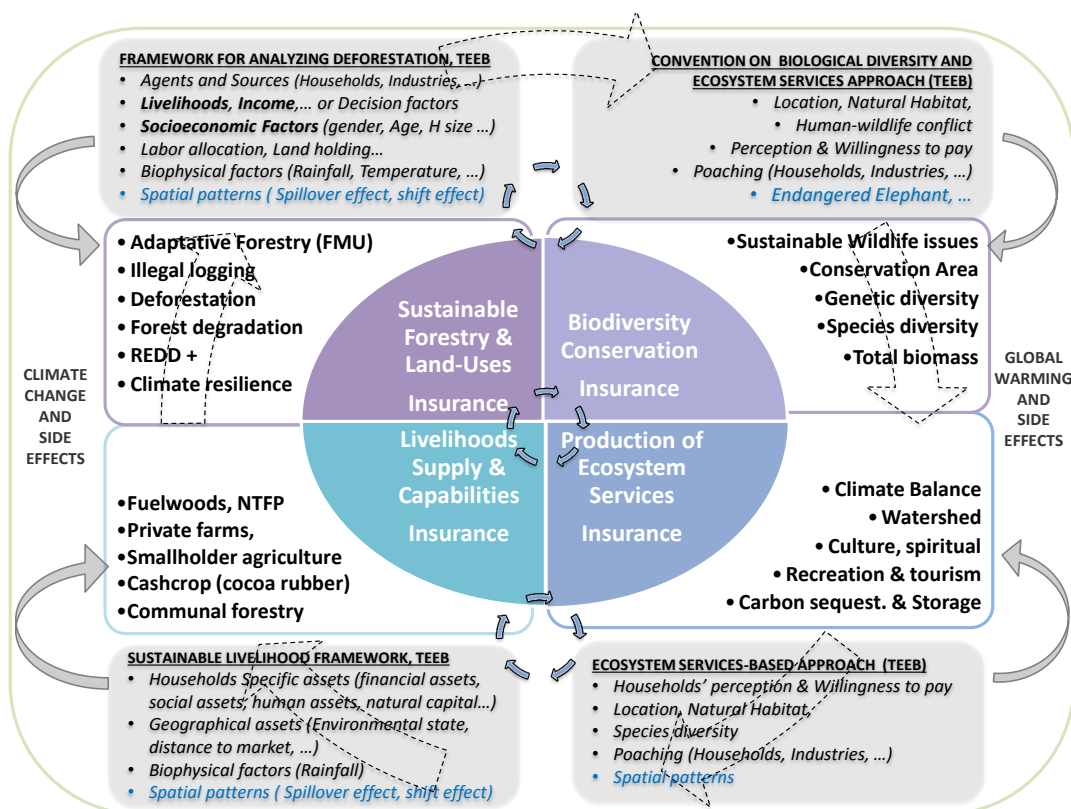 FRAMEWORK FOR ANALYZING DEFORESTATION, TEEB
• Agents and Sources (Households, Industries, ...)
• Livelihoods, Income,... or Decision factors
• Socioeconomic Factors (gender, Age, H size ...)
• Labor allocation, Land holding...
• Biophysical factors (Rainfall, Temperature, ...)
• Spatial patterns ( Spillover effect, shift effect)
CONVENTION ON BIOLOGICAL DIVERSITY AND
ECOSYSTEM SERVICES APPROACH (TEEB)
• Location, Natural Habitat,
• Human-wildlife conflict
• Perception & Willingness to pay
• Poaching (Households, Industries, ...)
• Endangered Elephant, ...
• Adaptative Forestry (FMU)
• Illegal logging
• Deforestation
• Forest degradation
• REDD +
• Climate resilience
Sustainable
Forestry &
Land-Uses
Insurance
Biodiversity
Conservation
Insurance
• Sustainable Wildlife issues
• Conservation Area
• Genetic diversity
• Species diversity
• Total biomass
CLIMATE
CHANGE
AND
SIDE
EFFECTS
GLOBAL
WARMING
AND
SIDE
EFFECTS
• Fuelwoods, NTFP
• Private farms,
• Smallholder agriculture
• Cashcrop (cocoa rubber)
• Communal forestry
Livelihoods
Supply &
Capabilities
Insurance
Production of
Ecosystem
Services
Insurance
• Climate Balance
• Watershed
• Culture, spiritual
• Recreation & tourism
• Carbon sequest. & Storage
SUSTAINABLE LIVELIHOOD FRAMEWORK, TEEB
• Households Specific assets (financial assets,
social assets, human assets, natural capital...)
• Geographical assets (Environmental state,
distance to market, ...)
• Biophysical factors (Rainfall)
• Spatial patterns ( Spillover effect, shift effect)
ECOSYSTEM SERVICES-BASED APPROACH (TEEB)
• Households' perception & Willingness to pay
• Location, Natural Habitat,
• Species diversity
• Poaching (Households, Industries, ...)
• Spatial patterns